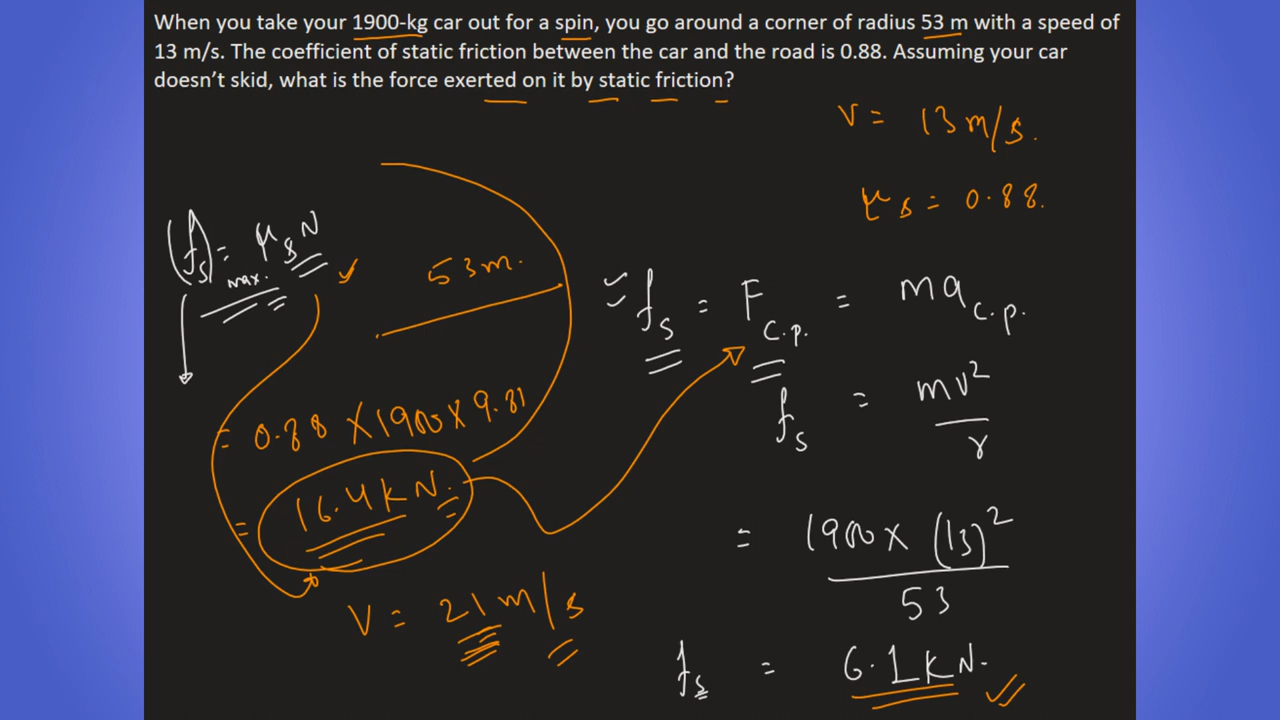 When you take your 1900-kg car out for a spin, you go around a corner of radius 53 m with a speed of
13 m/s. The coefficient of static friction between the car and the road is 0.88. Assuming your car
doesn't skid, what is the force exerted on it by static friction?
v = 13 m/s.
μs = 0.88.
(fs)max. = μsN
53m.
fs = Fc.p. = mac.p.
fs = mv²/r
= 0.88 × 1900 × 9.81
= 16.4 kN.
= 1900 × (13)²/53
V = 21 m/s
fs = 6.1 kN.